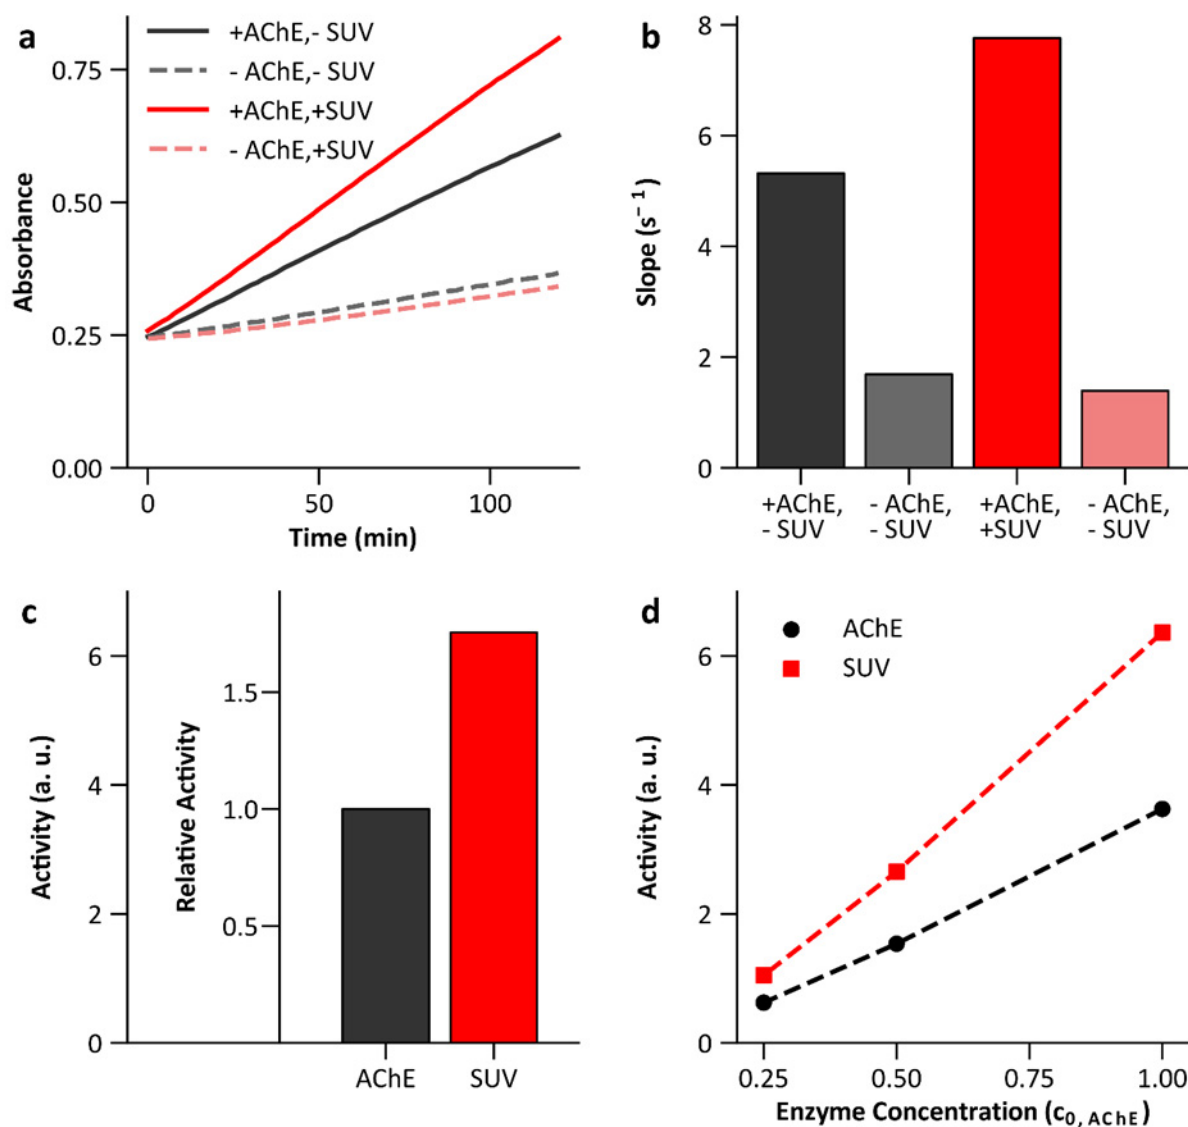 a
+AChE,- SUV
- AChE,- SUV
+AChE,+SUV
- AChE,+SUV
0.75
0.50
0.25
0.00
Absorbance
0
50
100
Time (min)
b
8
6
4
2
0
Slope (s⁻¹)
+AChE,
- SUV
- AChE,
- SUV
+AChE,
+SUV
- AChE,
- SUV
c
6
4
2
0
Activity (a. u.)
1.5
1.0
0.5
Relative Activity
AChE
SUV
d
AChE
SUV
6
4
2
0
Activity (a. u.)
0.25
0.50
0.75
1.00
Enzyme Concentration (c₀, AChE)